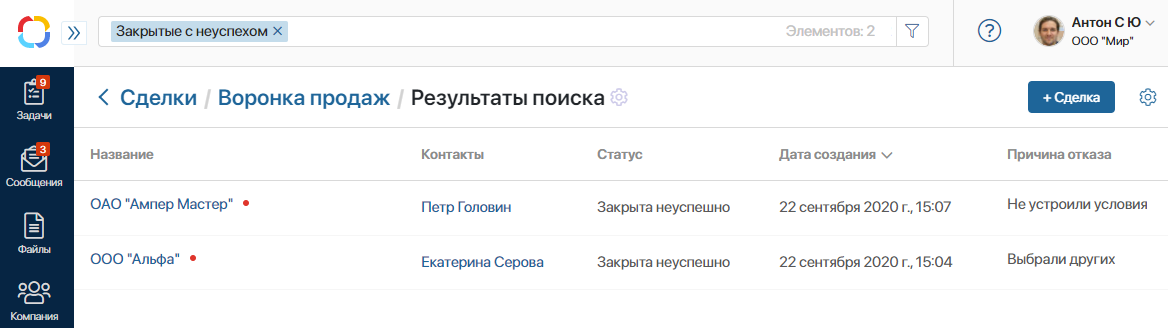 Закрытые с неуспехом ×
Элементов: 2
?
Антон С Ю
ООО "Мир"
9
Задачи
3
Сообщения
Файлы
Компания
Сделки / Воронка продаж / Результаты поиска
+ Сделка
Название Контакты Статус Дата создания Причина отказа
ОАО "Ампер Мастер" Петр Головин Закрыта неуспешно 22 сентября 2020 г., 15:07 Не устроили условия
ООО "Альфа" Екатерина Серова Закрыта неуспешно 22 сентября 2020 г., 15:04 Выбрали других